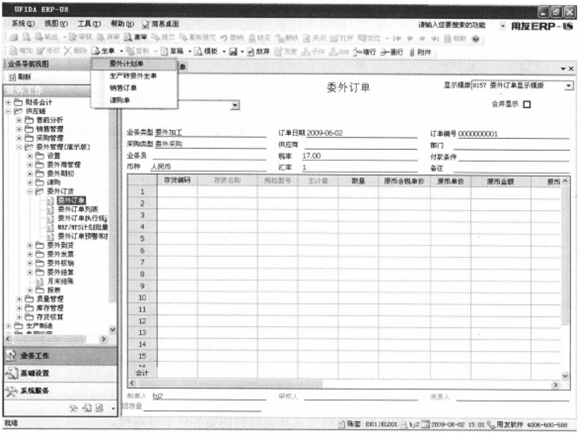 UFIDA ERP-U8
系统(S) 视图(V) 工具(T) 帮助(H) 简易桌面
请输入您要搜索的功能 用友ERP-U8
生单 草稿 模板 放弃 增行 删行 附件
业务导航视图
刷新
委外计划单
生产转委外生单
销售订单
请购单
财务会计
供应链
售前分析
销售管理
采购管理
委外管理(演示版)
设置
委外商管理
委外期初
请购
委外订货
委外订单
委外订单列表
委外订单执行统
MRP/MPS计划批量
委外订单预警和
委外到货
委外发票
委外核销
委外结算
月末结账
报表
质量管理
库存管理
存货核算
生产制造
业务工作
基础设置
系统服务
委外订单
显示模版 8157 委外订单显示模版
合并显示
业务类型 委外加工 订单日期 2009-06-02 订单编号 0000000001
采购类型 委外采购 供应商 部门
业务员 税率 17.00 付款条件
币种 人民币 汇率 1 备注
存货编码 存货名称 规格型号 主计量 数量 原币含税单价 原币单价 原币金额 原币
1
2
3
4
5
6
7
8
9
10
11
12
13
14
15
合计
制单人 hj2 审核人 变更人
现存量
就绪
账套: 2009-06-02 15:01 用友软件 4006-600-588